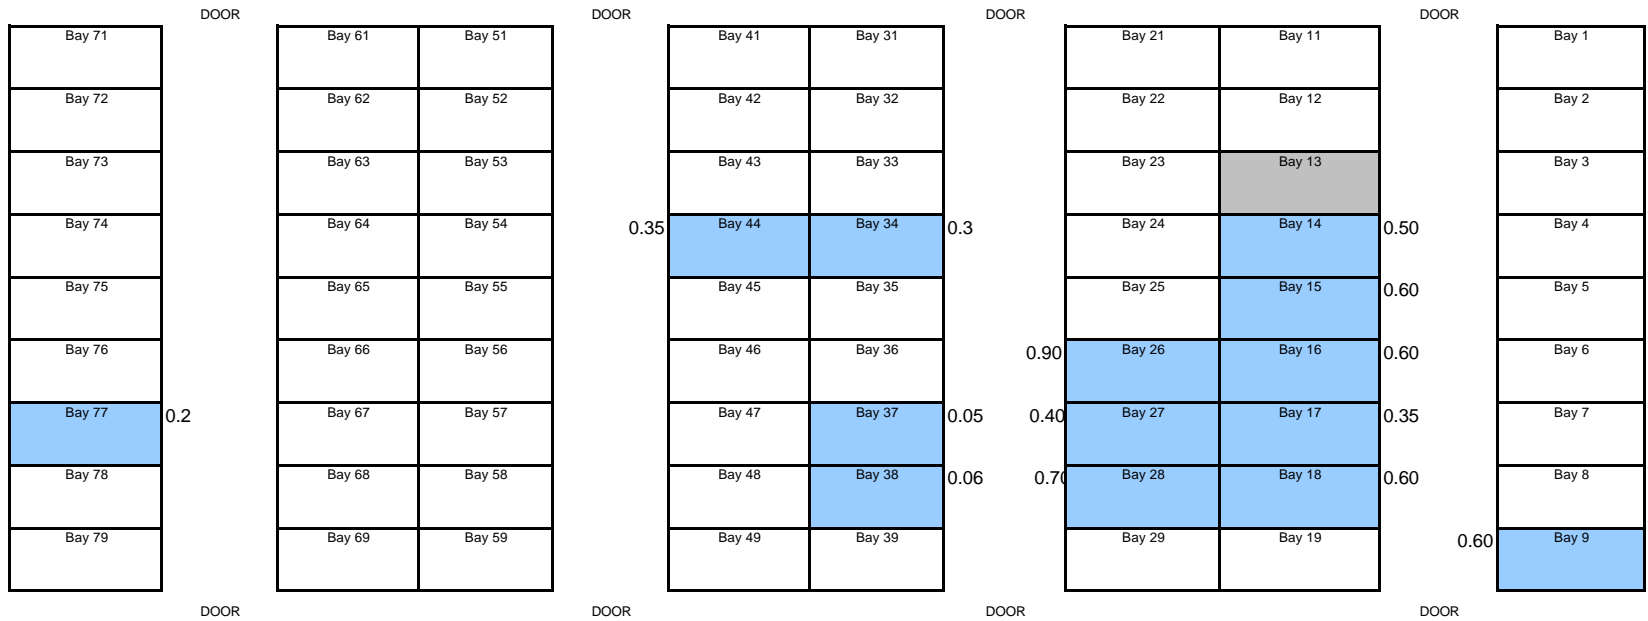 DOOR DOOR DOOR DOOR
Bay 71 Bay 61 Bay 51 Bay 41 Bay 31 Bay 21 Bay 11 Bay 1
Bay 72 Bay 62 Bay 52 Bay 42 Bay 32 Bay 22 Bay 12 Bay 2
Bay 73 Bay 63 Bay 53 Bay 43 Bay 33 Bay 23 Bay 13 Bay 3
Bay 74 Bay 64 Bay 54 0.35 Bay 44 Bay 34 0.3 Bay 24 Bay 14 0.50 Bay 4
Bay 75 Bay 65 Bay 55 Bay 45 Bay 35 Bay 25 Bay 15 0.60 Bay 5
Bay 76 Bay 66 Bay 56 Bay 46 Bay 36 0.90 Bay 26 Bay 16 0.60 Bay 6
Bay 77 0.2 Bay 67 Bay 57 Bay 47 Bay 37 0.05 0.40 Bay 27 Bay 17 0.35 Bay 7
Bay 78 Bay 68 Bay 58 Bay 48 Bay 38 0.06 0.70 Bay 28 Bay 18 0.60 Bay 8
Bay 79 Bay 69 Bay 59 Bay 49 Bay 39 Bay 29 Bay 19 0.60 Bay 9
DOOR DOOR DOOR DOOR